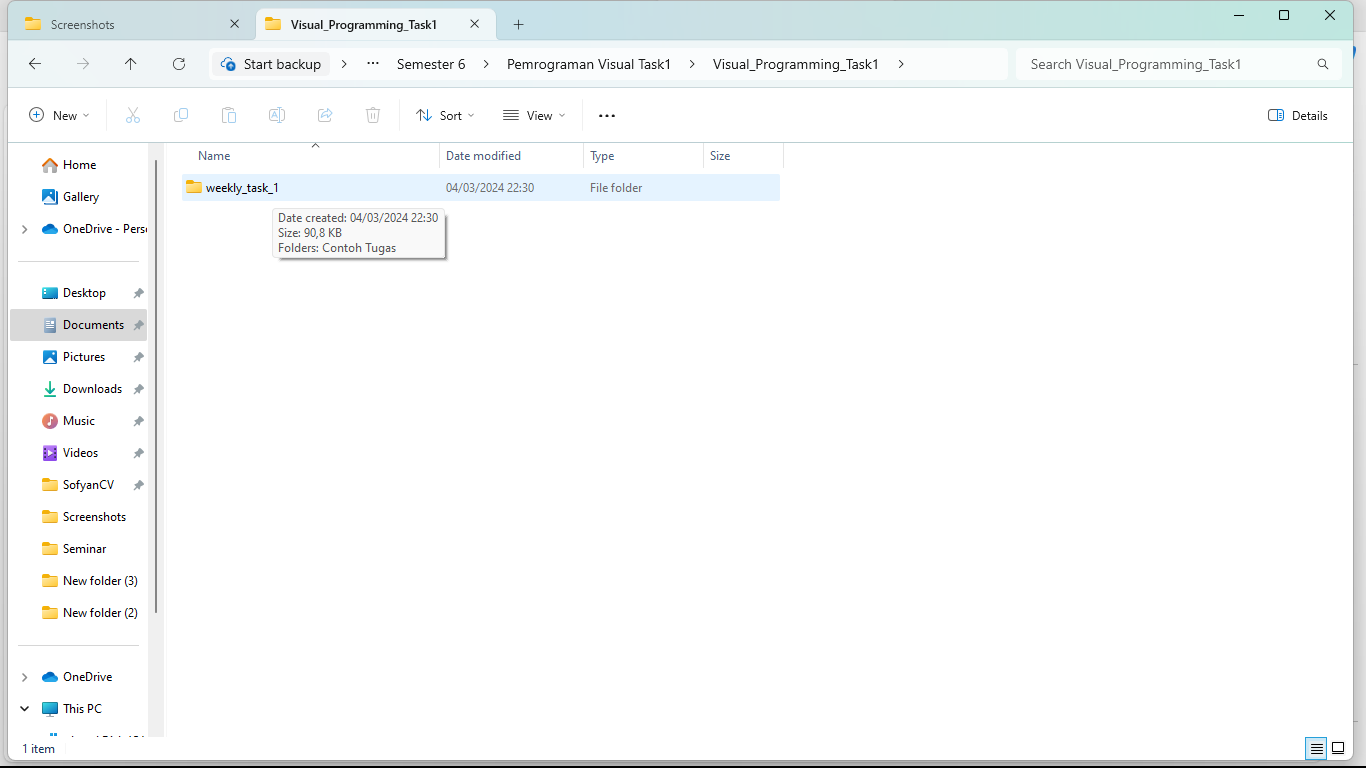 Screenshots
Visual_Programming_Task1
Start backup
Semester 6
Pemrograman Visual Task1
Visual_Programming_Task1
Search Visual_Programming_Task1
New
Sort
View
Details
Name
Date modified
Type
Size
weekly_task_1
04/03/2024 22:30
File folder
Date created: 04/03/2024 22:30
Size: 90,8 KB
Folders: Contoh Tugas
Home
Gallery
OneDrive - Perso
Desktop
Documents
Pictures
Downloads
Music
Videos
SofyanCV
Screenshots
Seminar
New folder (3)
New folder (2)
OneDrive
This PC
1 item